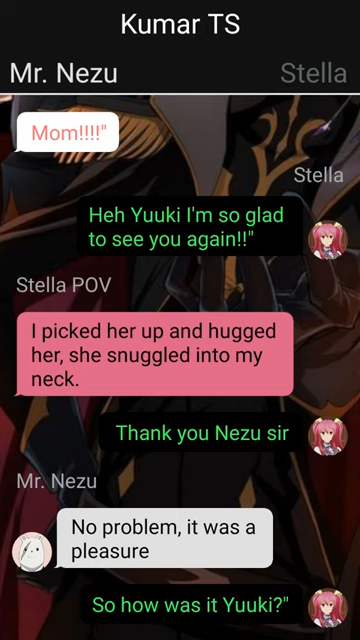 Kumar TS
Mr. Nezu
Stella
Mom!!!!"
Stella
Heh Yuuki I'm so glad
to see you again!!"
Stella POV
I picked her up and hugged
her, she snuggled into my
neck.
Thank you Nezu sir
Mr. Nezu
No problem, it was a
pleasure
So how was it Yuuki?"